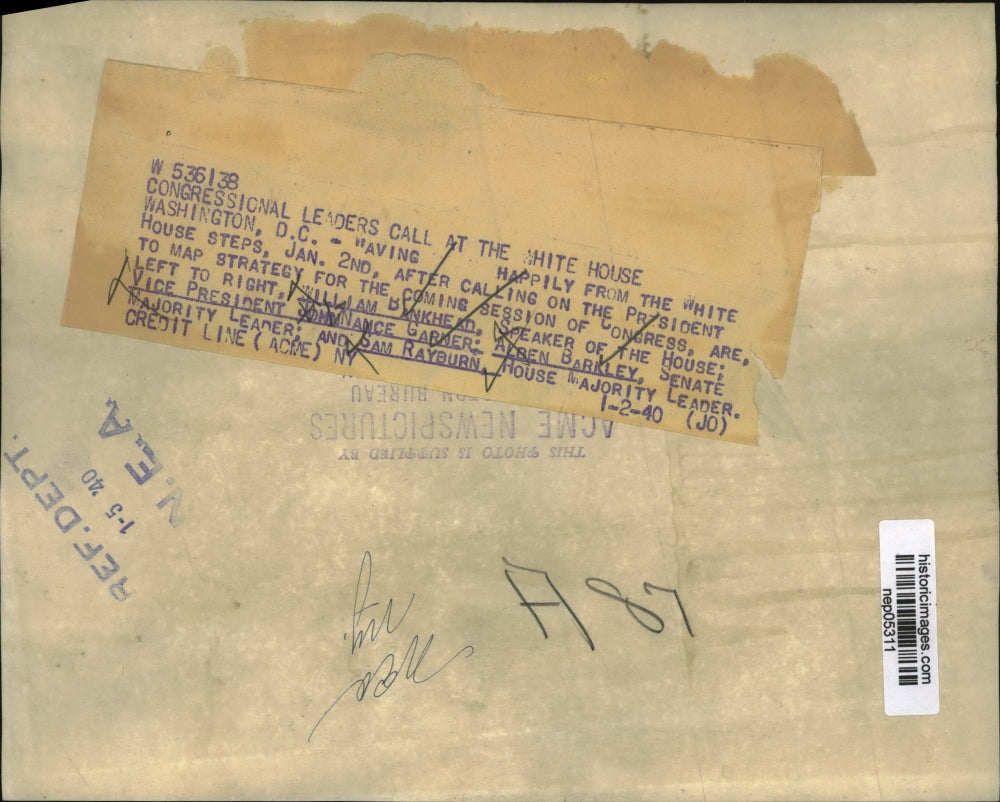 W 536138
CONGRESSIONAL LEADERS CALL AT THE WHITE HOUSE
WASHINGTON, D.C. - WAVING HAPPILY FROM THE WHITE
HOUSE STEPS, JAN. 2ND, AFTER CALLING ON THE PRESIDENT
TO MAP STRATEGY FOR THE COMING SESSION OF CONGRESS, ARE,
LEFT TO RIGHT, WILLIAM BANKHEAD, SPEAKER OF THE HOUSE;
VICE PRESIDENT JOHN NANCE GARNER; ALBEN BARKLEY, SENATE
MAJORITY LEADER; AND SAM RAYBURN, HOUSE MAJORITY LEADER.
CREDIT LINE (ACME) 1-2-40 (JO)
THIS PHOTO IS SUPPLIED BY
ACME NEWSPICTURES
BUREAU
REF. DEPT.
1-5 '40
N. E. A.
A 87
nea
ny
historicimages.com
nep05311